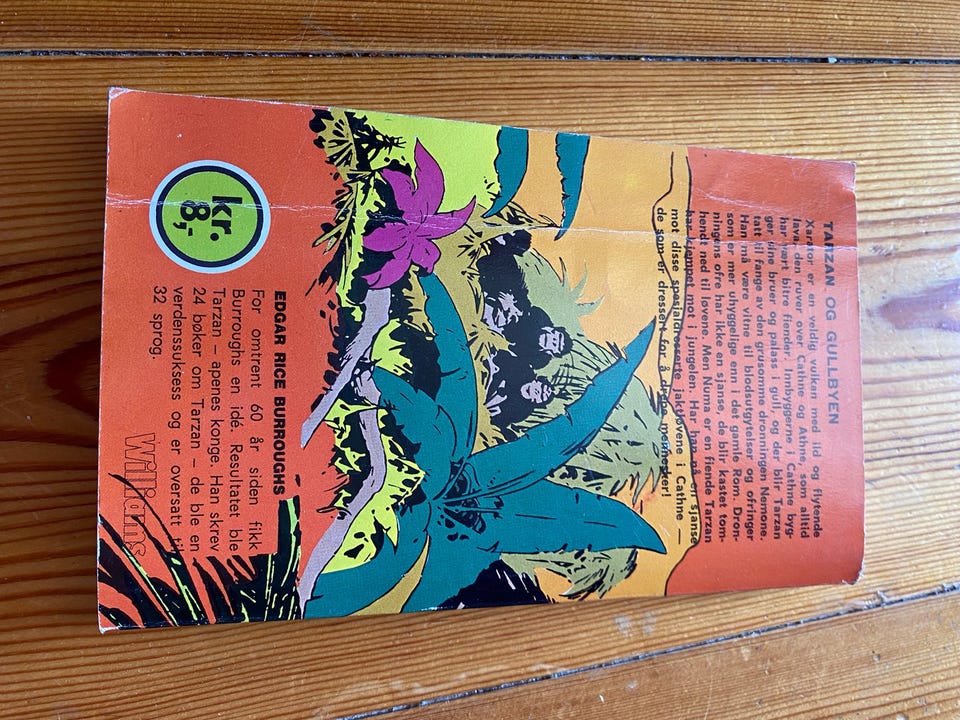 TARZAN OG GULLBYEN
Xarator er en veldig vulkan med ild og flytende
lava, den ruver over Cathne og Athne, som alltid
har vært bitre fiender. Innbyggerne i Cathne byg-
ger sine bruer og palass i gull, og der blir Tarzan
tatt til fange av den grusomme dronningen Nemone.
Han må være vitne til blodsutgytelser og ofringer
som er mer uhyggelige enn i det gamle Rom. Dron-
ningens ofre har ikke en sjanse, de blir kastet tom-
hendt ned til løvene. Men Numa er en fiende Tarzan
har kjempet mot i jungelen. Har han nå en sjanse
mot disse spesialdresserte jaktløvene i Cathne —
de som er dressert for å drepe mennesker!
EDGAR RICE BURROUGHS
For omtrent 60 år siden fikk
Burroughs en idé. Resultatet ble
Tarzan — apenes konge. Han skrev
24 bøker om Tarzan — de ble en
verdenssuksess og er oversatt til
32 sprog.
kr.
8,-
Williams